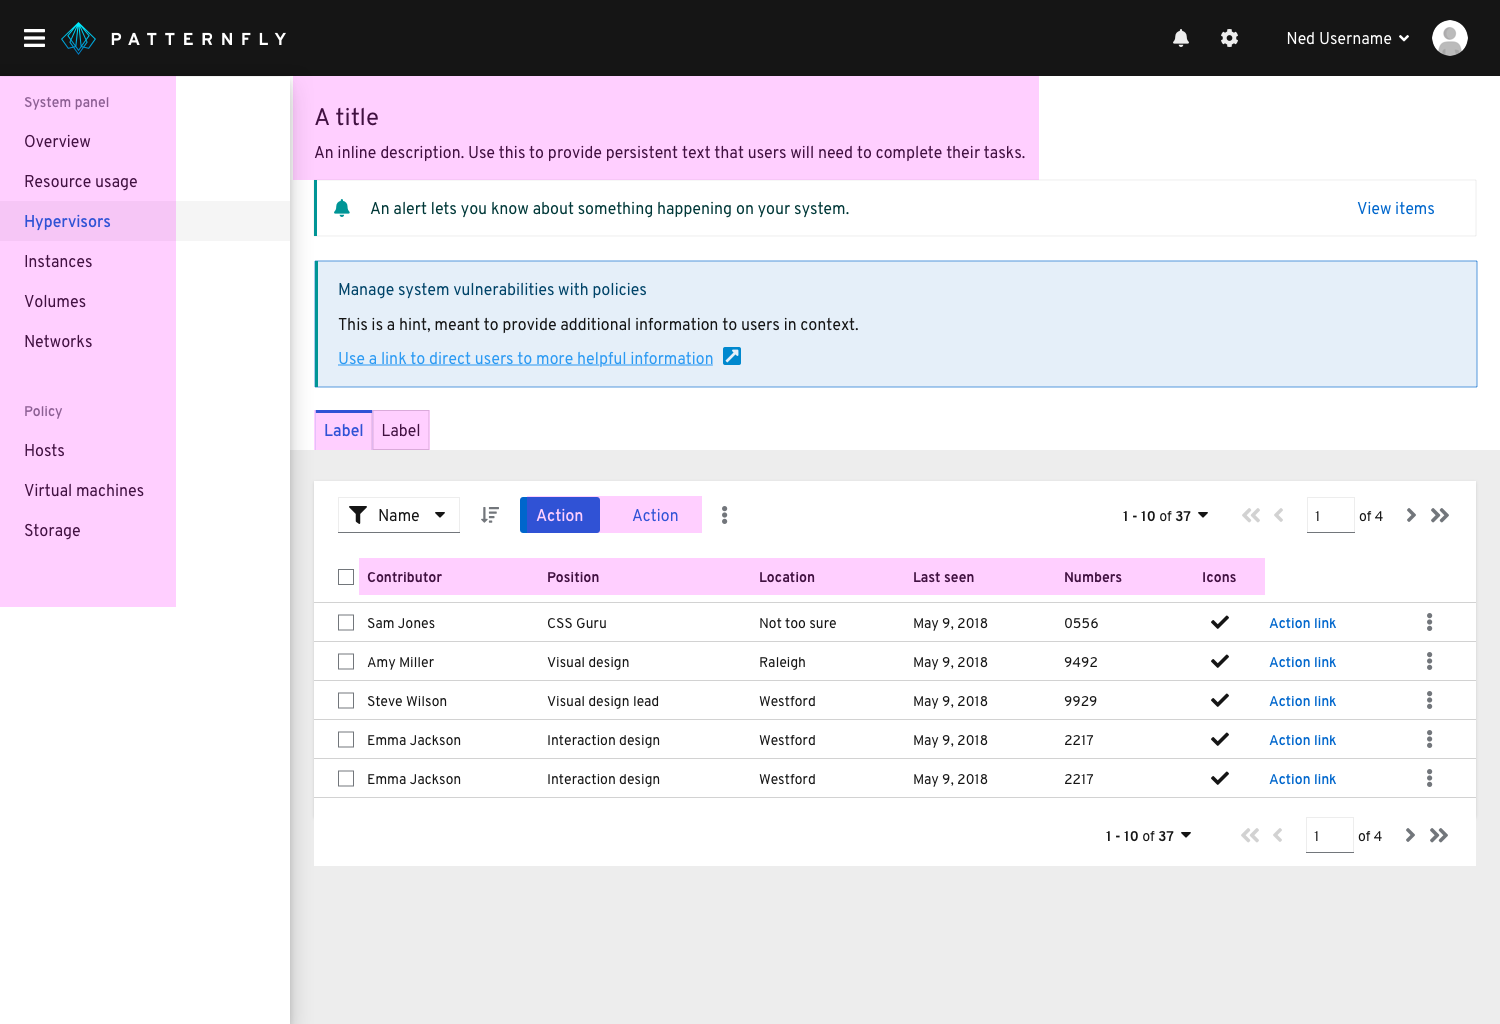 PATTERNFLY
Ned Username
System panel
Overview
Resource usage
Hypervisors
Instances
Volumes
Networks
Policy
Hosts
Virtual machines
Storage
A title
An inline description. Use this to provide persistent text that users will need to complete their tasks.
An alert lets you know about something happening on your system. View items
Manage system vulnerabilities with policies
This is a hint, meant to provide additional information to users in context.
Use a link to direct users to more helpful information
Label Label
Name Action Action 1 - 10 of 37 1 of 4
Contributor Position Location Last seen Numbers Icons
Sam Jones CSS Guru Not too sure May 9, 2018 0556 Action link
Amy Miller Visual design Raleigh May 9, 2018 9492 Action link
Steve Wilson Visual design lead Westford May 9, 2018 9929 Action link
Emma Jackson Interaction design Westford May 9, 2018 2217 Action link
Emma Jackson Interaction design Westford May 9, 2018 2217 Action link
1 - 10 of 37 1 of 4